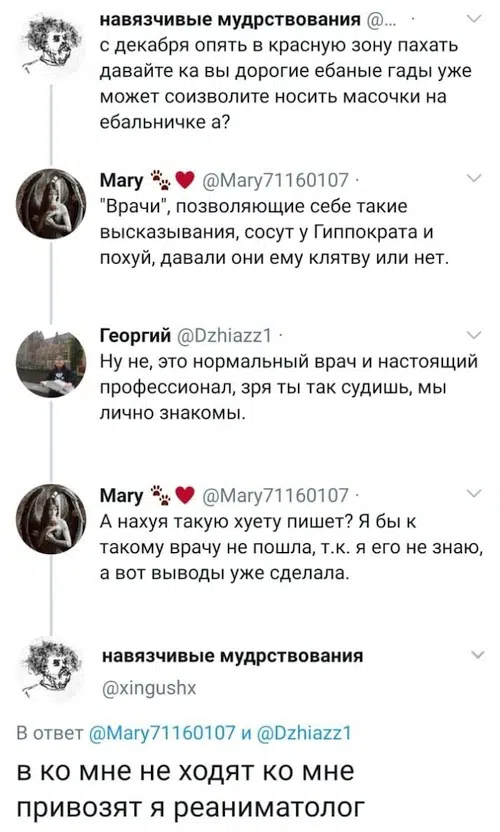 навязчивые мудрствования @... ·
с декабря опять в красную зону пахать
давайте ка вы дорогие ебаные гады уже
может соизволите носить масочки на
ебальничке а?
Mary 🐾❤️ @Mary71160107 ·
"Врачи", позволяющие себе такие
высказывания, сосут у Гиппократа и
похуй, давали они ему клятву или нет.
Георгий @Dzhiazz1 ·
Ну не, это нормальный врач и настоящий
профессионал, зря ты так судишь, мы
лично знакомы.
Mary 🐾❤️ @Mary71160107 ·
А нахуя такую хуету пишет? Я бы к
такому врачу не пошла, т.к. я его не знаю,
а вот выводы уже сделала.
навязчивые мудрствования
@xingushx
В ответ @Mary71160107 и @Dzhiazz1
в ко мне не ходят ко мне
привозят я реаниматолог